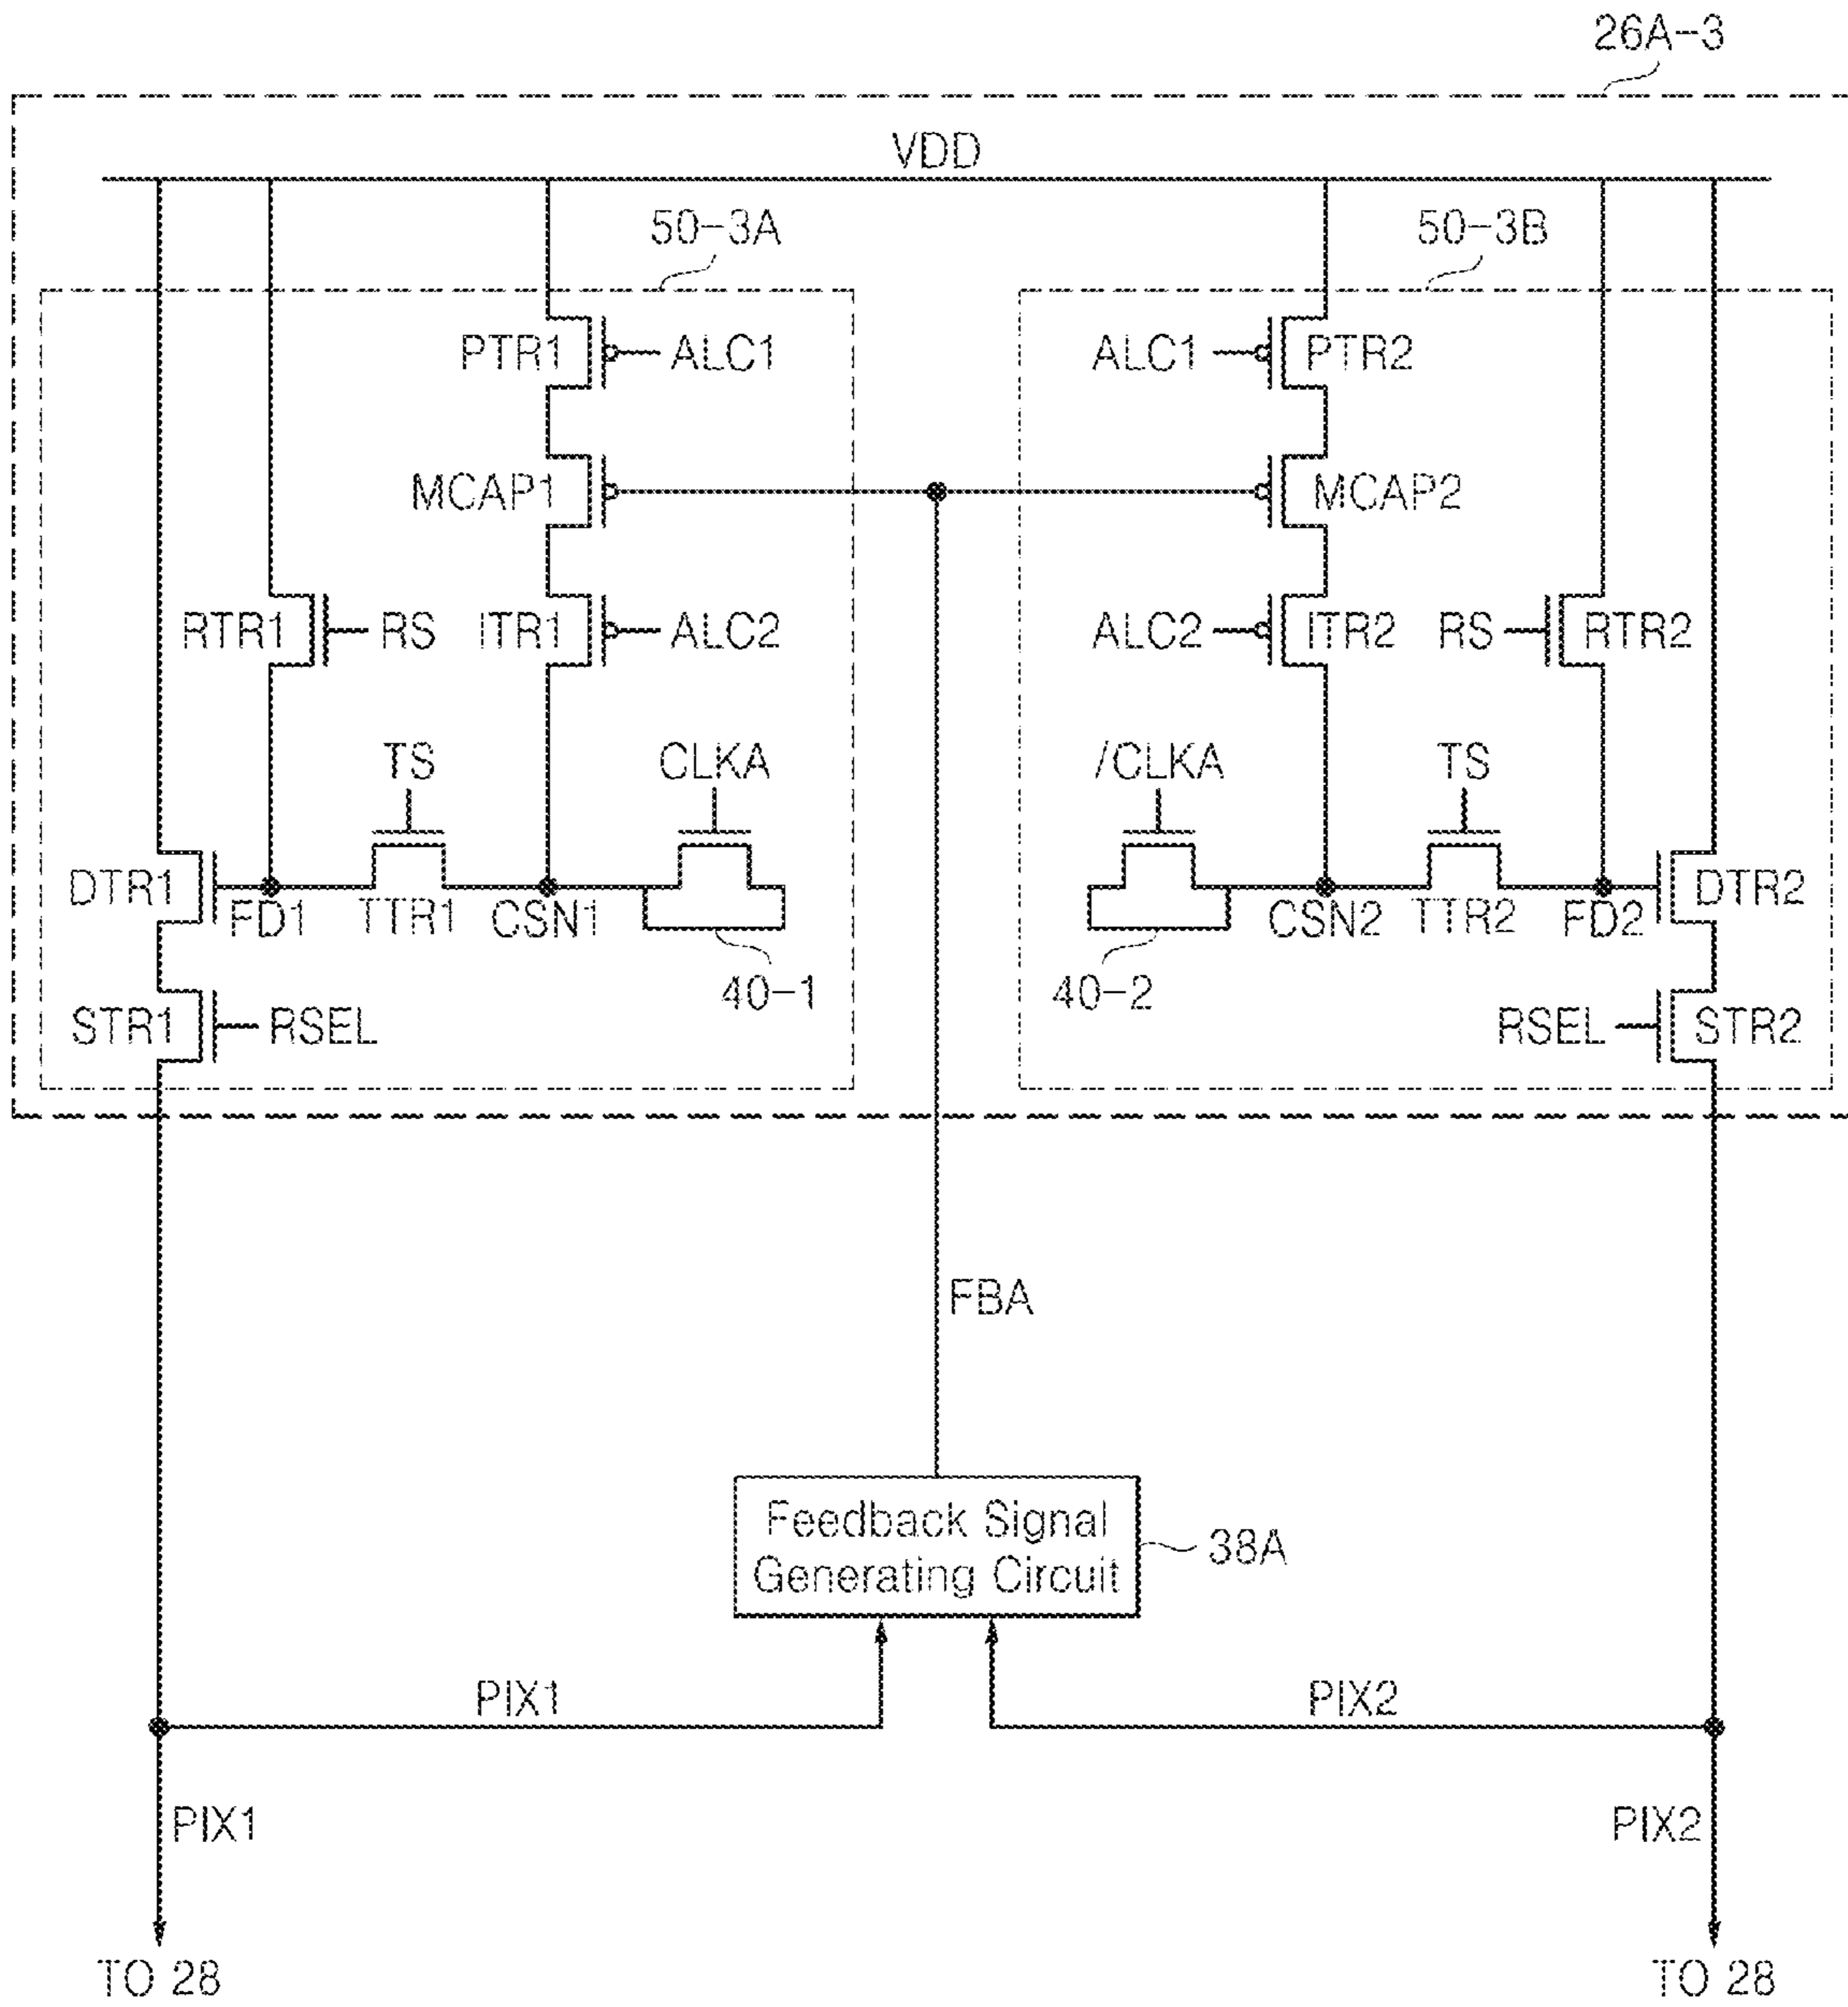 26A-3
VDD
50-3A
50-3B
PTR1
ALC1
ALC1
PTR2
MCAP1
MCAP2
RTR1
RS
ITR1
ALC2
ALC2
ITR2
RS
RTR2
TS
CLKA
/CLKA
TS
DTR1
FD1
TTR1
CSN1
CSN2
TTR2
FD2
DTR2
40-1
40-2
STR1
RSEL
RSEL
STR2
FBA
Feedback Signal
Generating Circuit
38A
PIX1
PIX2
PIX1
PIX2
TO 28
TO 28